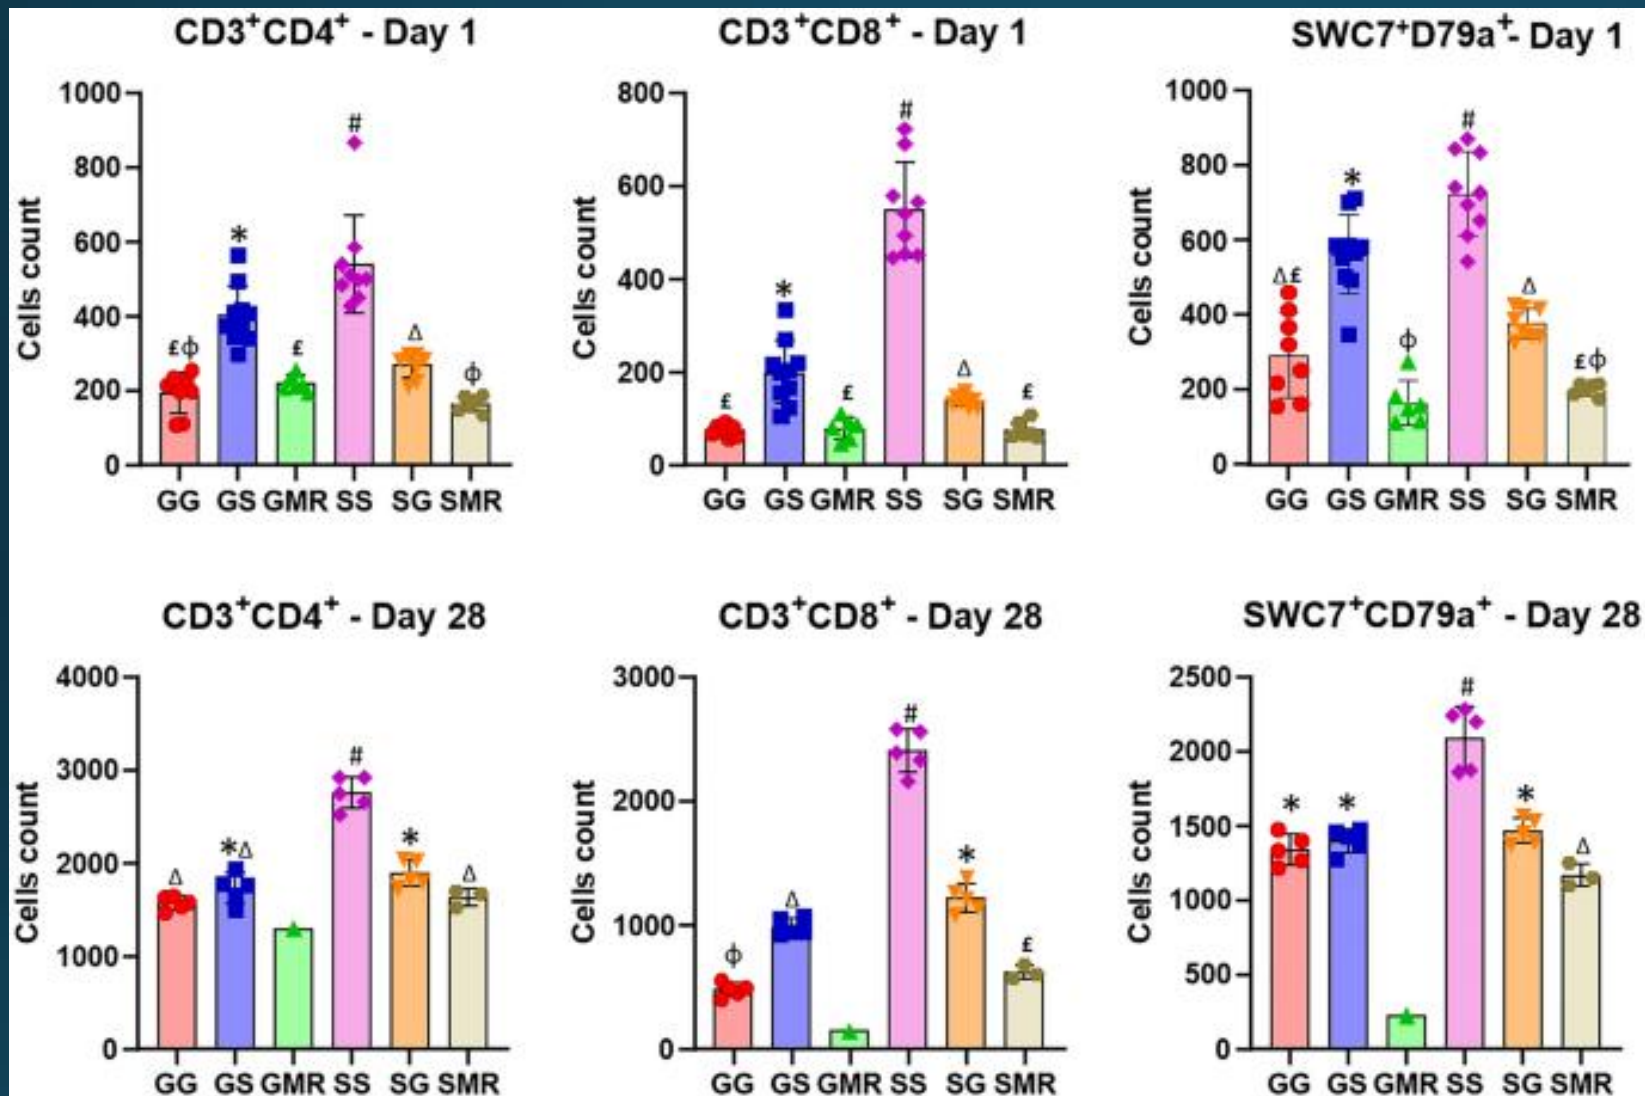 CD3+CD4+ - Day 1
1000
800
600
400
200
0
Cells count
£ϕ
*
£
#
Δ
ϕ
GG GS GMR SS SG SMR
CD3+CD8+ - Day 1
800
600
400
200
0
Cells count
£
*
£
#
Δ
£
GG GS GMR SS SG SMR
SWC7+D79a+- Day 1
1000
800
600
400
200
0
Cells count
Δ£
*
ϕ
#
Δ
£ϕ
GG GS GMR SS SG SMR
CD3+CD4+ - Day 28
4000
3000
2000
1000
0
Cells count
Δ
*Δ
#
*
Δ
GG GS GMR SS SG SMR
CD3+CD8+ - Day 28
3000
2000
1000
0
Cells count
ϕ
Δ
#
*
£
GG GS GMR SS SG SMR
SWC7+CD79a+ - Day 28
2500
2000
1500
1000
500
0
Cells count
*
*
#
*
Δ
GG GS GMR SS SG SMR